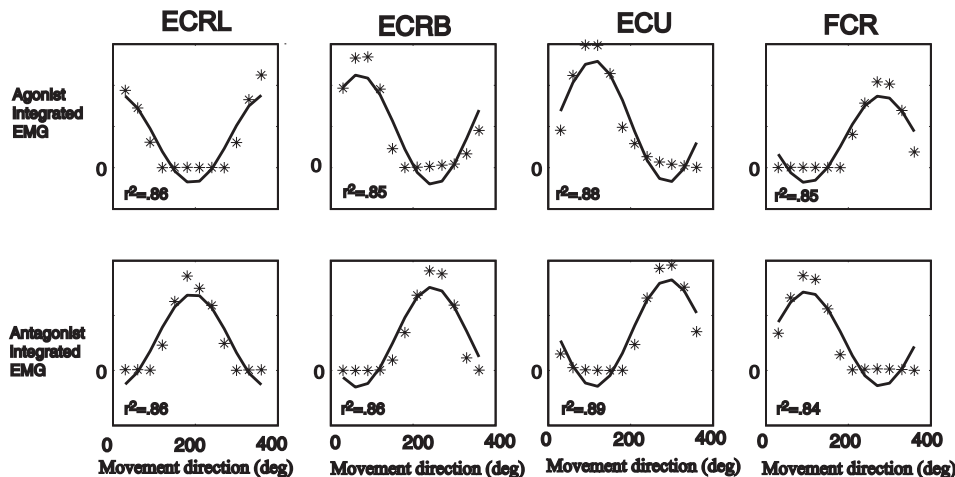 ECRL ECRB ECU FCR
Agonist
Integrated
EMG
0 0 0 0
r²=.86 r²=.85 r²=.88 r²=.85
Antagonist
Integrated
EMG
0 0 0 0
r²=.86 r²=.86 r²=.89 r²=.84
0 200 400 0 200 400 0 200 400 0 200 400
Movement direction (deg) Movement direction (deg) Movement direction (deg) Movement direction (deg)